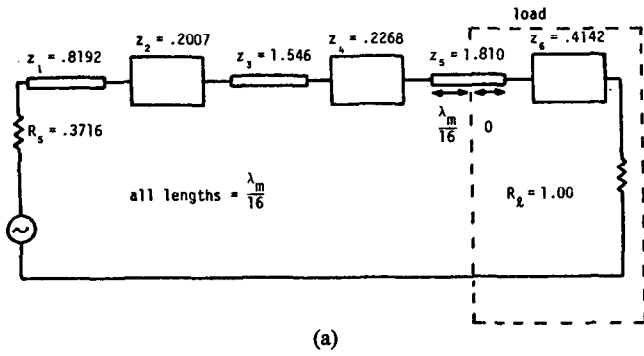 load
z₁ = .8192
z₂ = .2007
z₃ = 1.546
z₄ = .2268
z₅ = 1.810
z₆ = .4142
λm/16
0
Rs = .3716
all lengths = λm/16
Rℓ = 1.00
(a)